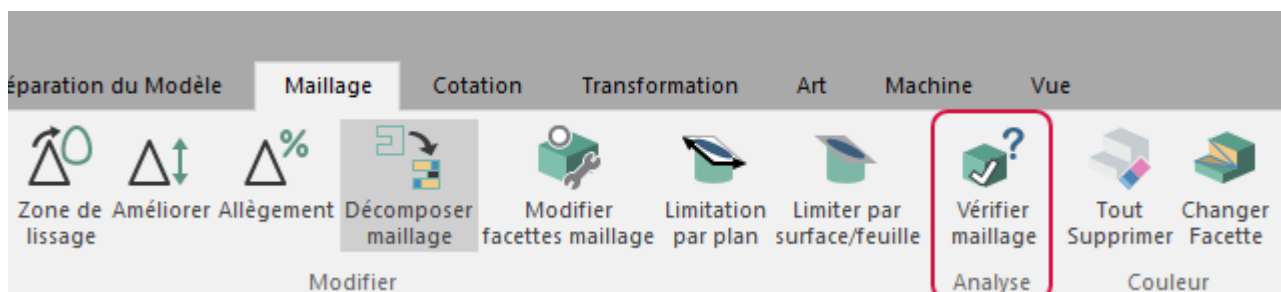 éparation du Modèle Maillage Cotation Transformation Art Machine Vue
%
?
Zone de lissage
Améliorer
Allègement
Décomposer maillage
Modifier facettes maillage
Limitation par plan
Limiter par surface/feuille
Vérifier maillage
Tout Supprimer
Changer Facette
Modifier Analyse Couleur